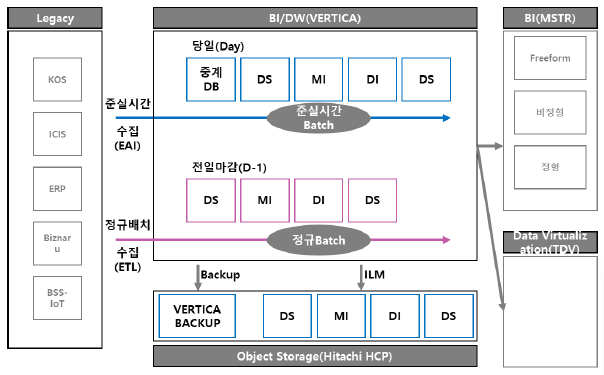 Legacy
BI/DW(VERTICA)
BI(MSTR)
KOS
ICIS
ERP
Biznar
u
BSS-
IoT
준실시간
수집
(EAI)
정규배치
수집
(ETL)
당일(Day)
중계
DB
DS
MI
DI
DS
준실시간
Batch
전일마감(D-1)
DS
MI
DI
DS
정규Batch
Backup
ILM
VERTICA
BACKUP
DS
MI
DI
DS
Object Storage(Hitachi HCP)
Freeform
비정형
정형
Data Virtualiz
ation(TDV)